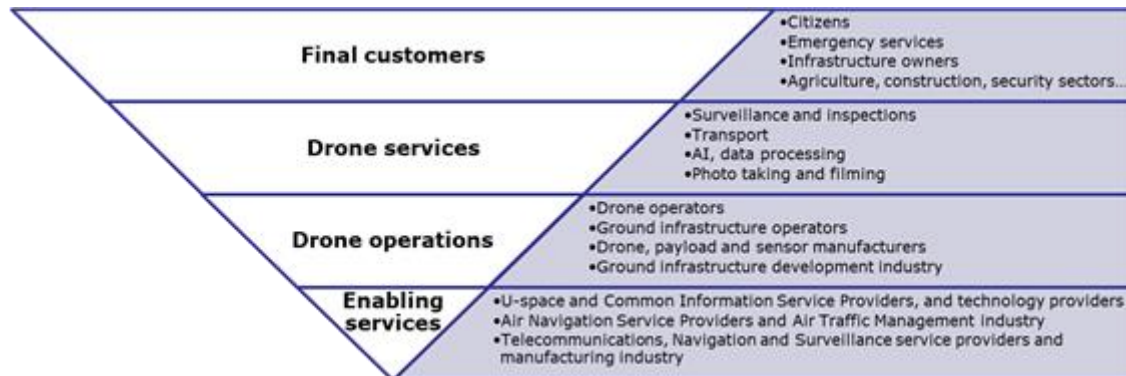 Final customers
•Citizens
•Emergency services
•Infrastructure owners
•Agriculture, construction, security sectors...
Drone services
•Surveillance and inspections
•Transport
•AI, data processing
•Photo taking and filming
Drone operations
•Drone operators
•Ground infrastructure operators
•Drone, payload and sensor manufacturers
•Ground infrastructure development industry
Enabling
services
•U-space and Common Information Service Providers, and technology providers
•Air Navigation Service Providers and Air Traffic Management industry
•Telecommunications, Navigation and Surveillance service providers and
manufacturing industry